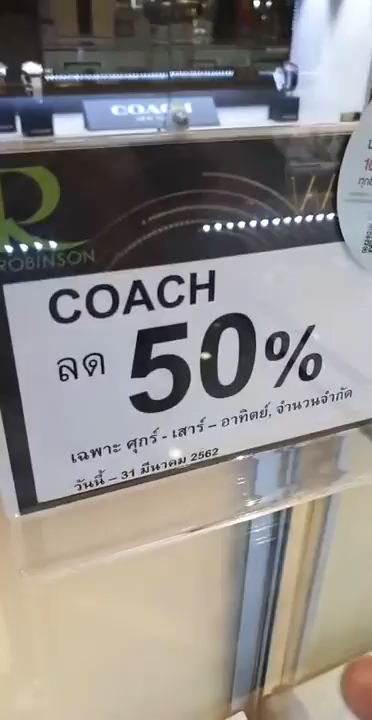 COACH
R
ROBINSON
COACH
ลด 50%
เฉพาะ ศุกร์ - เสาร์ – อาทิตย์, จำนวนจำกัด
วันนี้ – 31 มีนาคม 2562